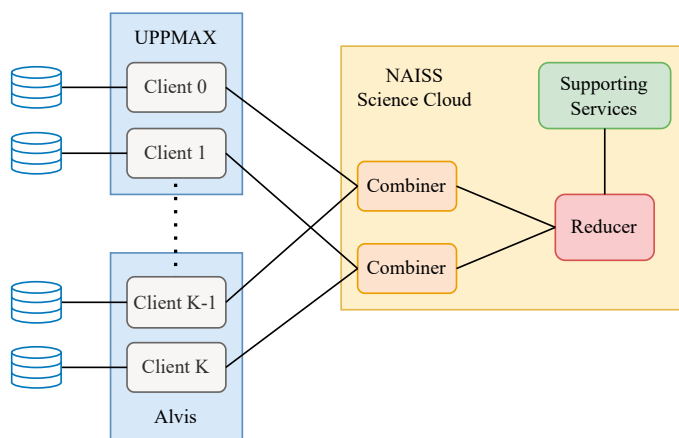 UPPMAX
Client 0
Client 1
Client K-1
Client K
Alvis
NAISS
Science Cloud
Supporting
Services
Combiner
Combiner
Reducer